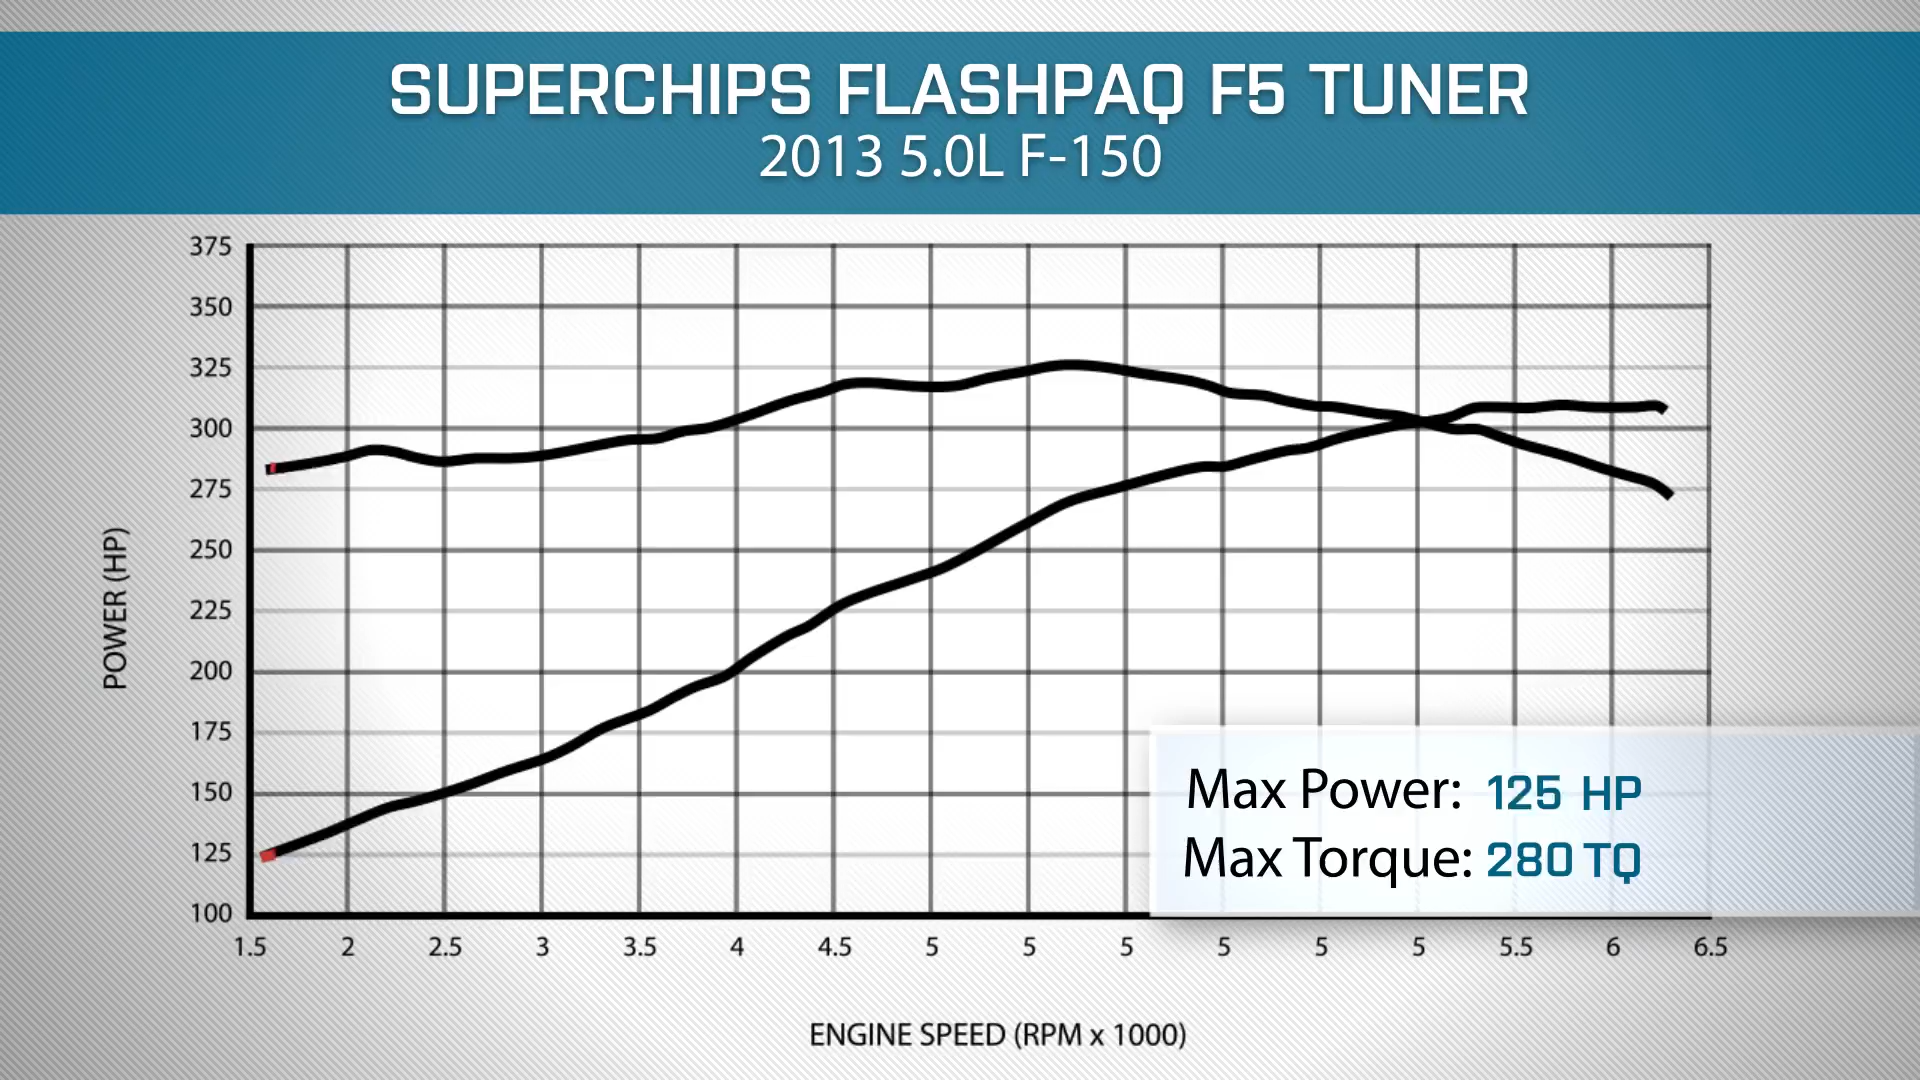 SUPERCHIPS FLASHPAQ F5 TUNER
2013 5.0L F-150
375
350
325
300
275
250
225
200
175
150
125
100
POWER (HP)
Max Power: 125 HP
Max Torque: 280 TQ
1.5 2 2.5 3 3.5 4 4.5 5 5 5 5 5 5 5.5 6 6.5
ENGINE SPEED (RPM x 1000)